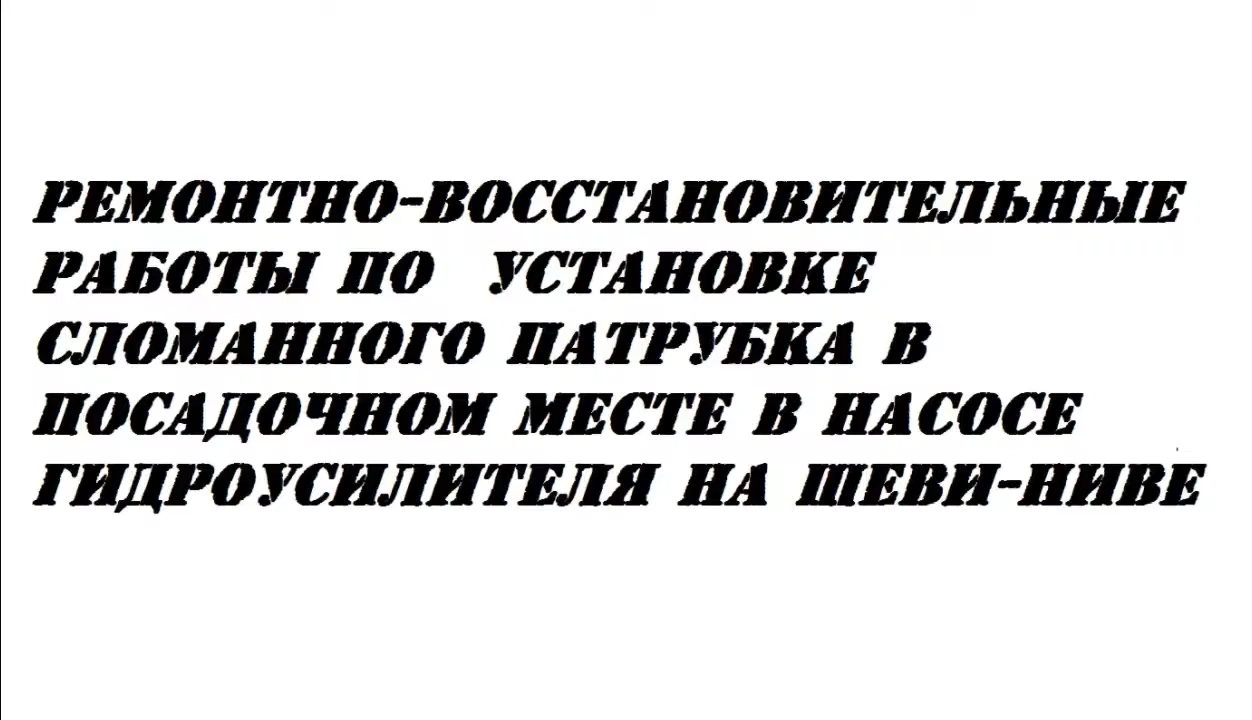 РЕМОНТНО-ВОССТАНОВИТЕЛЬНЫЕ
РАБОТЫ ПО УСТАНОВКЕ
СЛОМАННОГО ПАТРУБКА В
ПОСАДОЧНОМ МЕСТЕ В НАСОСЕ
ГИДРОУСИЛИТЕЛЯ НА ШЕВИ-НИВЕ